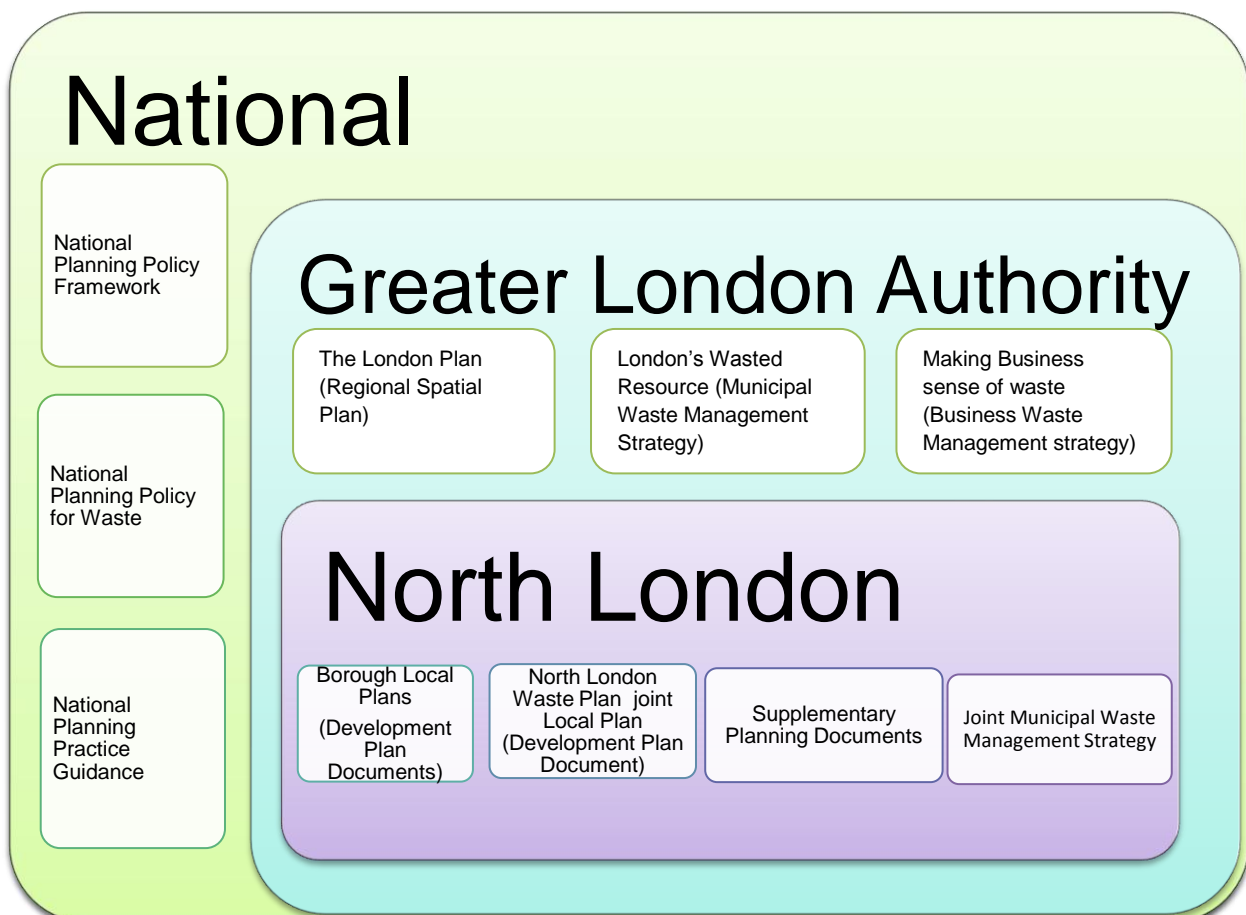 National
National
Planning Policy
Framework
National
Planning Policy
for Waste
National
Planning
Practice
Guidance
Greater London Authority
The London Plan
(Regional Spatial
Plan)
London’s Wasted
Resource (Municipal
Waste Management
Strategy)
Making Business
sense of waste
(Business Waste
Management strategy)
North London
Borough Local
Plans
(Development
Plan
Documents)
North London
Waste Plan joint
Local Plan
(Development Plan
Document)
Supplementary
Planning Documents
Joint Municipal Waste
Management Strategy